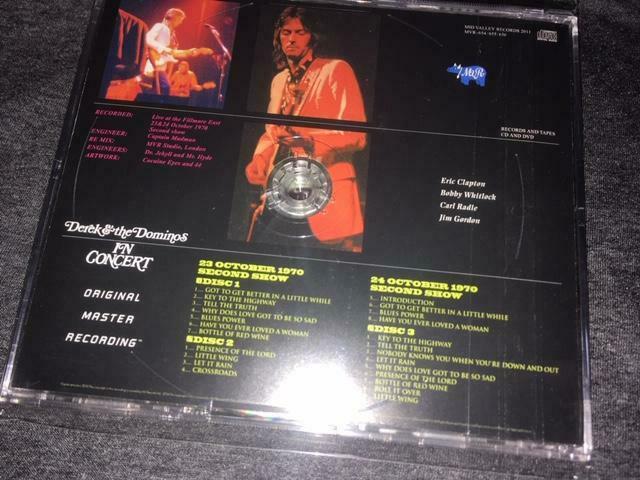 MID VALLEY RECORDS 2011
MVR-654/655/656
MVR
RECORDED: Live at the Fillmore East
23&24 October 1970
Second show
ENGINEER: Captain Madman
RE MIX: MVR Studio, London
ENGINEERS: Dr. Jekyll and Mr. Hyde
ARTWORK: Cocaine Eyes and 44
RECORDS AND TAPES
CD AND DVD
Eric Clapton
Bobby Whitlock
Carl Radle
Jim Gordon
Derek & the Dominos
IN
CONCERT
ORIGINAL
MASTER
RECORDING™
23 OCTOBER 1970
SECOND SHOW
DISC 1
1... GOT TO GET BETTER IN A LITTLE WHILE
2... KEY TO THE HIGHWAY
3... TELL THE TRUTH
4... WHY DOES LOVE GOT TO BE SO SAD
5... BLUES POWER
6... HAVE YOU EVER LOVED A WOMAN
7... BOTTLE OF RED WINE
DISC 2
1... PRESENCE OF THE LORD
2... LITTLE WING
3... LET IT RAIN
4... CROSSROADS
24 OCTOBER 1970
SECOND SHOW
5... INTRODUCTION
6... GOT TO GET BETTER IN A LITTLE WHILE
7... BLUES POWER
8... HAVE YOU EVER LOVED A WOMAN
DISC 3
1... KEY TO THE HIGHWAY
2... TELL THE TRUTH
3... NOBODY KNOWS YOU WHEN YOU'RE DOWN AND OUT
4... LET IT RAIN
5... WHY DOES LOVE GOT TO BE SO SAD
6... PRESENCE OF THE LORD
7... BOTTLE OF RED WINE
8... ROLL IT OVER
9... LITTLE WING